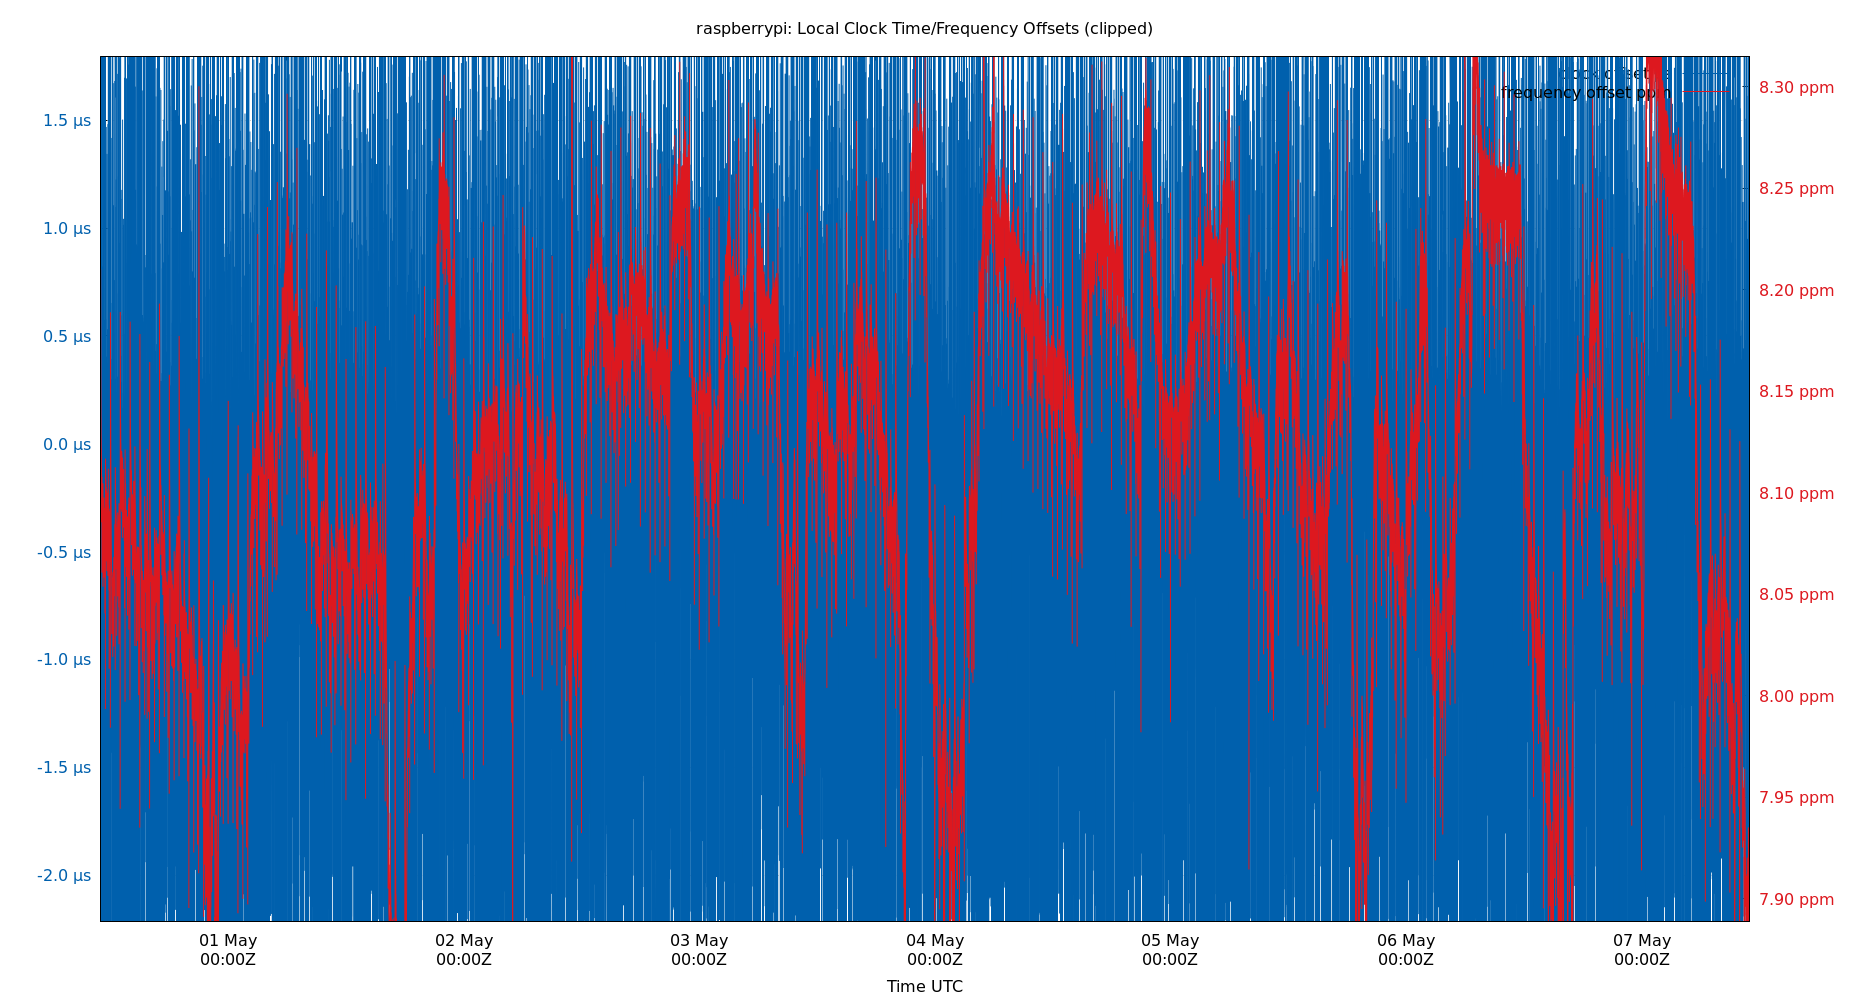 raspberrypi: Local Clock Time/Frequency Offsets (clipped)
frequency offset ppm
1.5 μs
1.0 μs
0.5 μs
0.0 μs
-0.5 μs
-1.0 μs
-1.5 μs
-2.0 μs
8.30 ppm
8.25 ppm
8.20 ppm
8.15 ppm
8.10 ppm
8.05 ppm
8.00 ppm
7.95 ppm
7.90 ppm
01 May 00:00Z
02 May 00:00Z
03 May 00:00Z
04 May 00:00Z
05 May 00:00Z
06 May 00:00Z
07 May 00:00Z
Time UTC